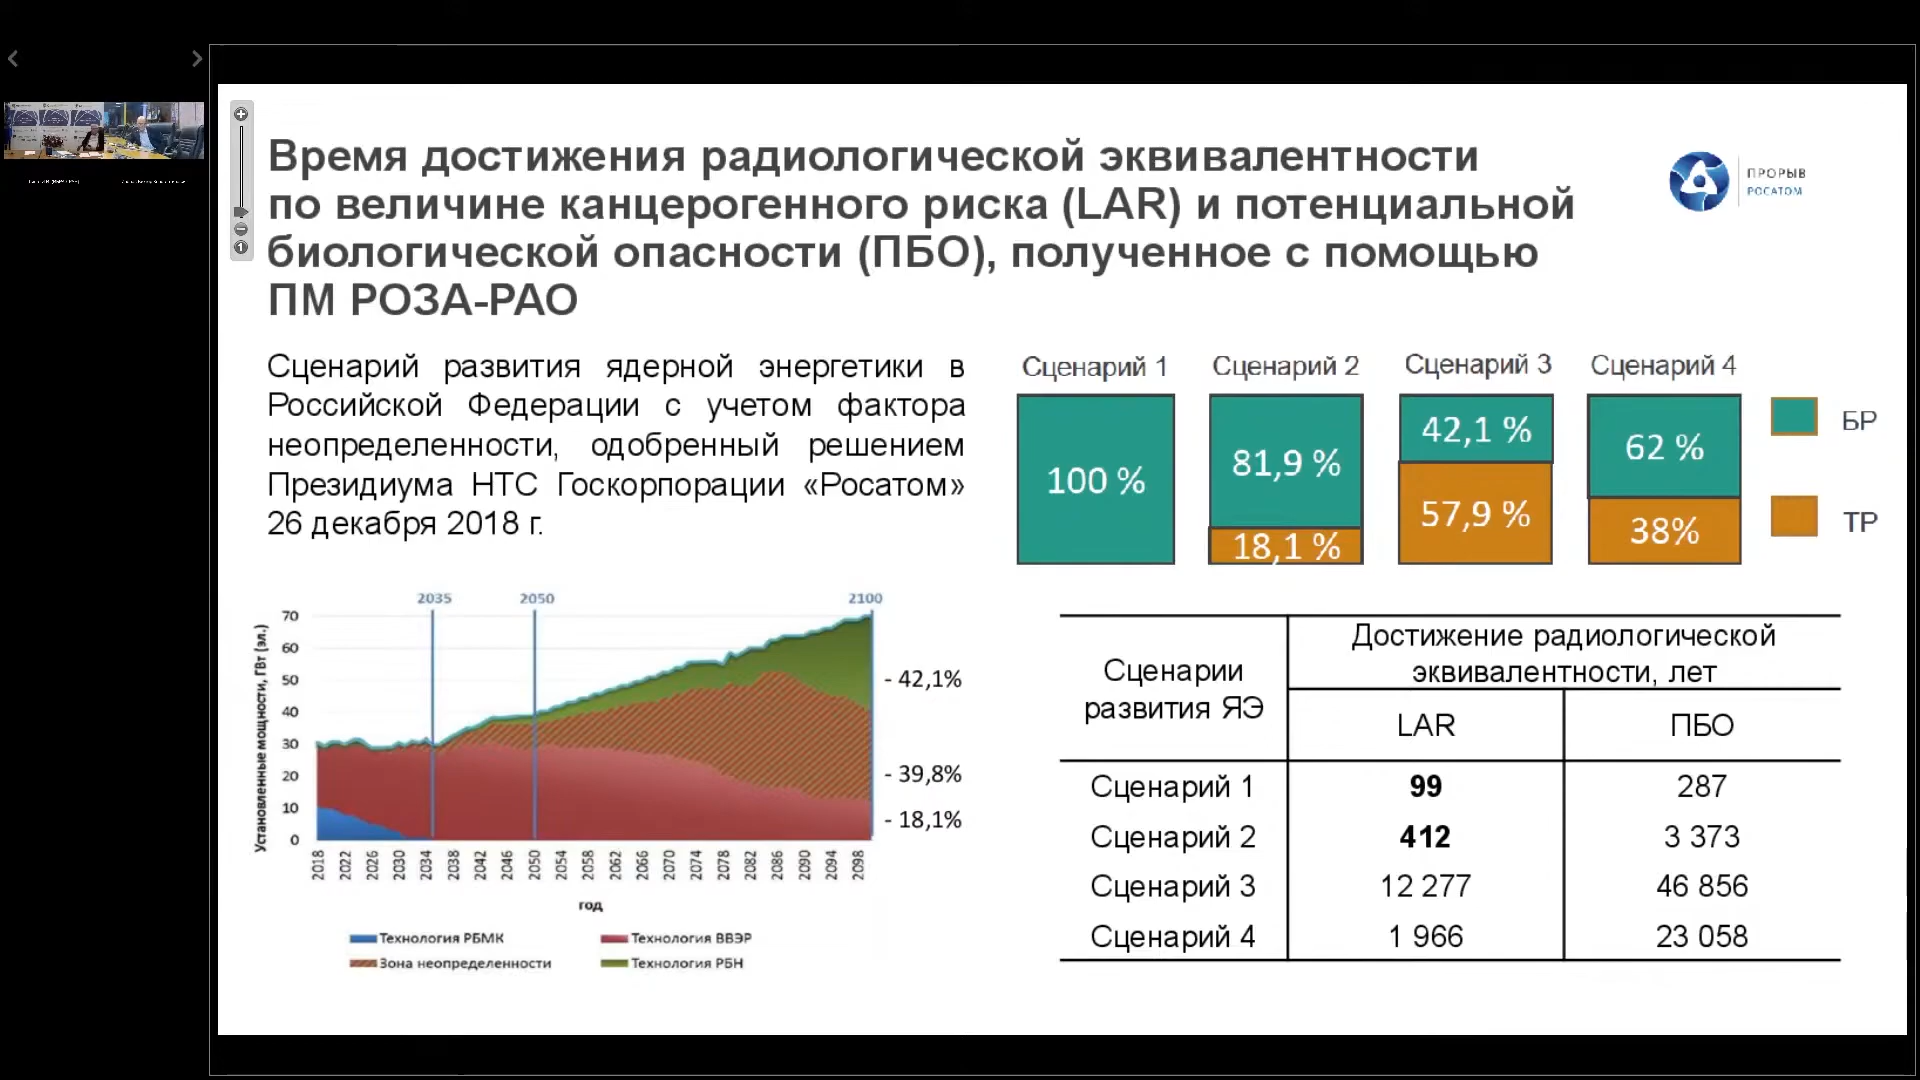 Время достижения радиологической эквивалентности
по величине канцерогенного риска (LAR) и потенциальной
биологической опасности (ПБО), полученное с помощью
ПМ РОЗА-РАО
ПРОРЫВ
РОСАТОМ
Сценарий развития ядерной энергетики в
Российской Федерации с учетом фактора
неопределенности, одобренный решением
Президиума НТС Госкорпорации «Росатом»
26 декабря 2018 г.
Сценарий 1 Сценарий 2 Сценарий 3 Сценарий 4
100 %
81,9 %
18,1 %
42,1 %
57,9 %
62 %
38%
БР
ТР
2035 2050 2100
Установленные мощности, ГВт (эл.)
70
60
50
40
30
20
10
0
- 42,1%
- 39,8%
- 18,1%
2018 2022 2026 2030 2034 2038 2042 2046 2050 2054 2058 2062 2066 2070 2074 2078 2082 2086 2090 2094 2098
год
Технология РБМК Технология ВВЭР
Зона неопределенности Технология РБН
Сценарии
развития ЯЭ
Достижение радиологической
эквивалентности, лет
LAR ПБО
Сценарий 1 99 287
Сценарий 2 412 3 373
Сценарий 3 12 277 46 856
Сценарий 4 1 966 23 058